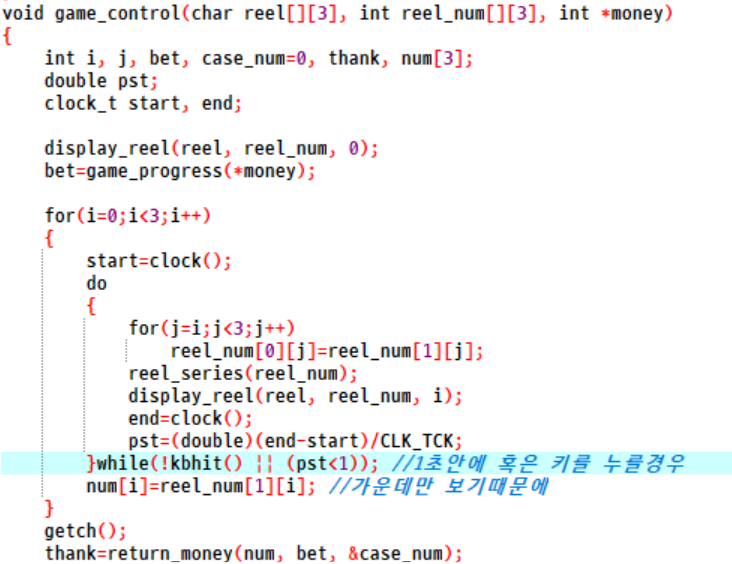 void game_control(char reel[][3], int reel_num[][3], int *money)
{
    int i, j, bet, case_num=0, thank, num[3];
    double pst;
    clock_t start, end;

    display_reel(reel, reel_num, 0);
    bet=game_progress(*money);

    for(i=0;i<3;i++)
    {
        start=clock();
        do
        {
            for(j=i;j<3;j++)
                reel_num[0][j]=reel_num[1][j];
            reel_series(reel_num);
            display_reel(reel, reel_num, i);
            end=clock();
            pst=(double)(end-start)/CLK_TCK;
        }while(!kbhit() || (pst<1)); //1초안에 혹은 키를 누를경우
        num[i]=reel_num[1][i]; //가운데만 보기때문에
    }
    getch();
    thank=return_money(num, bet, &case_num);